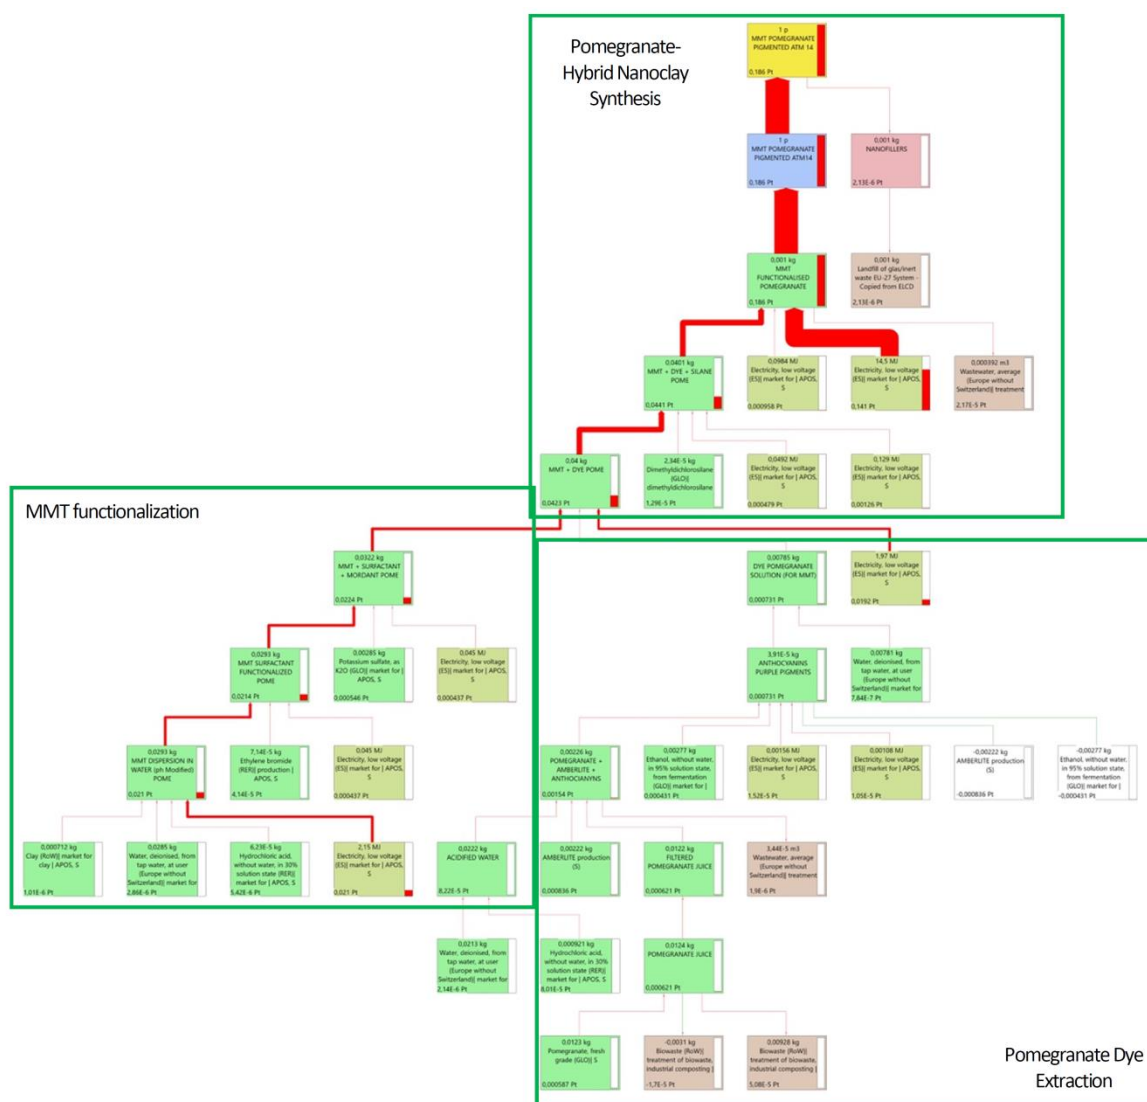 Pomegranate-
Hybrid Nanoclay
Synthesis
1 p
MMT POMEGRANATE
PIGMENTED ATM 14
0,186 Pt
1 p
MMT POMEGRANATE
PIGMENTED ATM14
0,186 Pt
0,001 kg
NANOFILLERS
2,13E-6 Pt
0,001 kg
MMT
FUNCTIONALISED
POMEGRANATE
0,186 Pt
0,001 kg
Landfill of glas/inert
waste EU-27 System -
Copied from ELCD
2,13E-6 Pt
0,0401 kg
MMT + DYE + SILANE
POME
0,0441 Pt
0,0984 MJ
Electricity, low voltage
{ES}| market for | APOS,
S
0,000958 Pt
14,5 MJ
Electricity, low voltage
{ES}| market for | APOS,
S
0,141 Pt
0,000392 m3
Wastewater, average
{Europe without
Switzerland}| treatment
2,17E-5 Pt
0,04 kg
MMT + DYE POME
0,0423 Pt
2,34E-5 kg
Dimethyldichlorosilane
{GLO}|
dimethyldichlorosilane
1,29E-5 Pt
0,0492 MJ
Electricity, low voltage
{ES}| market for | APOS,
S
0,000479 Pt
0,129 MJ
Electricity, low voltage
{ES}| market for | APOS,
S
0,00126 Pt
MMT functionalization
0,0322 kg
MMT + SURFACTANT
+ MORDANT POME
0,0224 Pt
0,00785 kg
DYE POMEGRANATE
SOLUTION (FOR MMT)
0,000731 Pt
1,97 MJ
Electricity, low voltage
{ES}| market for | APOS,
S
0,0192 Pt
0,0293 kg
MMT SURFACTANT
FUNCTIONALIZED
POME
0,0214 Pt
0,00285 kg
Potassium sulfate, as
K2O {GLO}| market for |
APOS, S
0,000546 Pt
0,045 MJ
Electricity, low voltage
{ES}| market for | APOS,
S
0,000437 Pt
3,91E-5 kg
ANTHOCYANINS
PURPLE PIGMENTS
0,000731 Pt
0,00781 kg
Water, deionised, from
tap water, at user
{Europe without
Switzerland}| market for
7,84E-7 Pt
0,0293 kg
MMT DISPERSION IN
WATER (ph Modified)
POME
0,021 Pt
7,14E-5 kg
Ethylene bromide
{RER}| production |
APOS, S
4,14E-5 Pt
0,045 MJ
Electricity, low voltage
{ES}| market for | APOS,
S
0,000437 Pt
0,00226 kg
POMEGRANATE +
AMBERLITE +
ANTHOCIANYNS
0,00154 Pt
0,00277 kg
Ethanol, without water,
in 95% solution state,
from fermentation
{GLO}| market for |
0,000431 Pt
0,00156 MJ
Electricity, low voltage
{ES}| market for | APOS,
S
1,52E-5 Pt
0,00108 MJ
Electricity, low voltage
{ES}| market for | APOS,
S
1,05E-5 Pt
-0,00222 kg
AMBERLITE production
(S)
-0,000836 Pt
-0,00277 kg
Ethanol, without water,
in 95% solution state,
from fermentation
{GLO}| market for |
-0,000431 Pt
0,000712 kg
Clay {RoW}| market for
clay | APOS, S
1,01E-6 Pt
0,0285 kg
Water, deionised, from
tap water, at user
{Europe without
Switzerland}| market for
2,86E-6 Pt
6,23E-5 kg
Hydrochloric acid,
without water, in 30%
solution state {RER}|
market for | APOS, S
5,42E-6 Pt
2,15 MJ
Electricity, low voltage
{ES}| market for | APOS,
S
0,021 Pt
0,0222 kg
ACIDIFIED WATER
8,22E-5 Pt
0,00222 kg
AMBERLITE production
(S)
0,000836 Pt
0,0122 kg
FILTERED
POMEGRANATE JUICE
0,000621 Pt
3,44E-5 m3
Wastewater, average
{Europe without
Switzerland}| treatment
1,9E-6 Pt
0,0213 kg
Water, deionised, from
tap water, at user
{Europe without
Switzerland}| market for
2,14E-6 Pt
0,000921 kg
Hydrochloric acid,
without water, in 30%
solution state {RER}|
market for | APOS, S
8,01E-5 Pt
0,0124 kg
POMEGRANATE JUICE
0,000621 Pt
0,0123 kg
Pomegranate, fresh
grade {GLO}| S
0,000587 Pt
-0,0031 kg
Biowaste {RoW}|
treatment of biowaste,
industrial composting |
-1,7E-5 Pt
0,00928 kg
Biowaste {RoW}|
treatment of biowaste,
industrial composting |
5,08E-5 Pt
Pomegranate Dye
Extraction